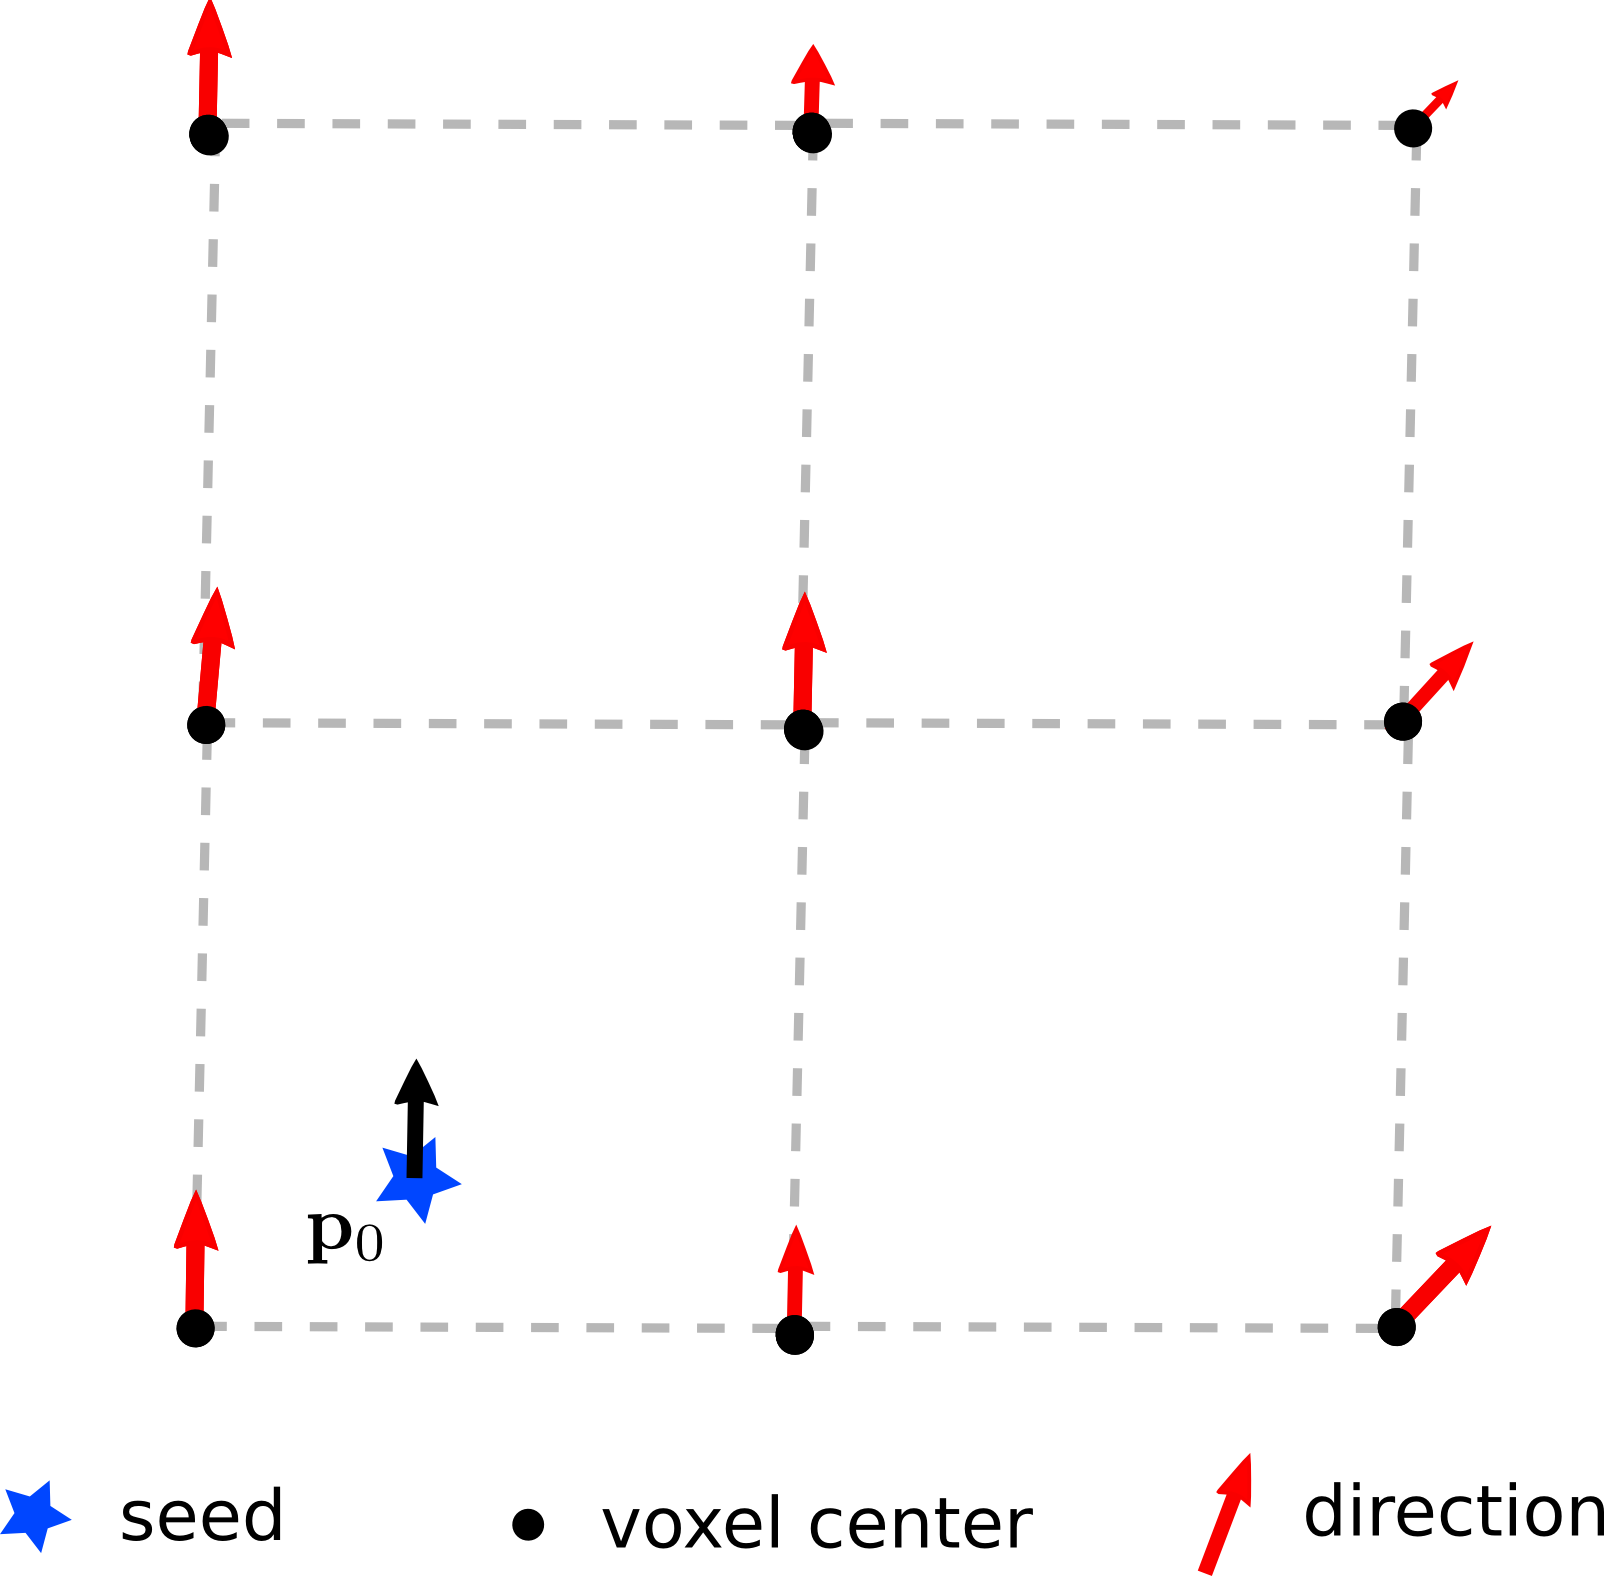 p₀
seed
voxel center
direction